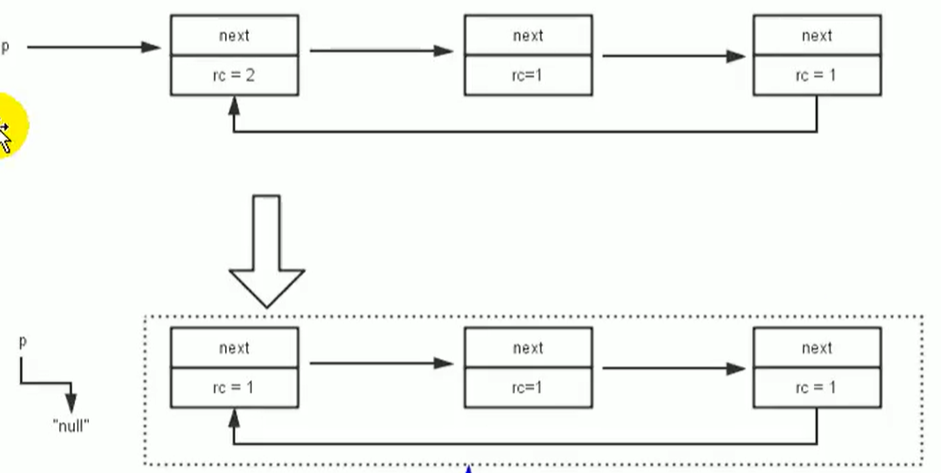 p
next
next
next
rc = 2
rc=1
rc = 1
p
next
next
next
rc = 1
rc=1
rc = 1
"null"